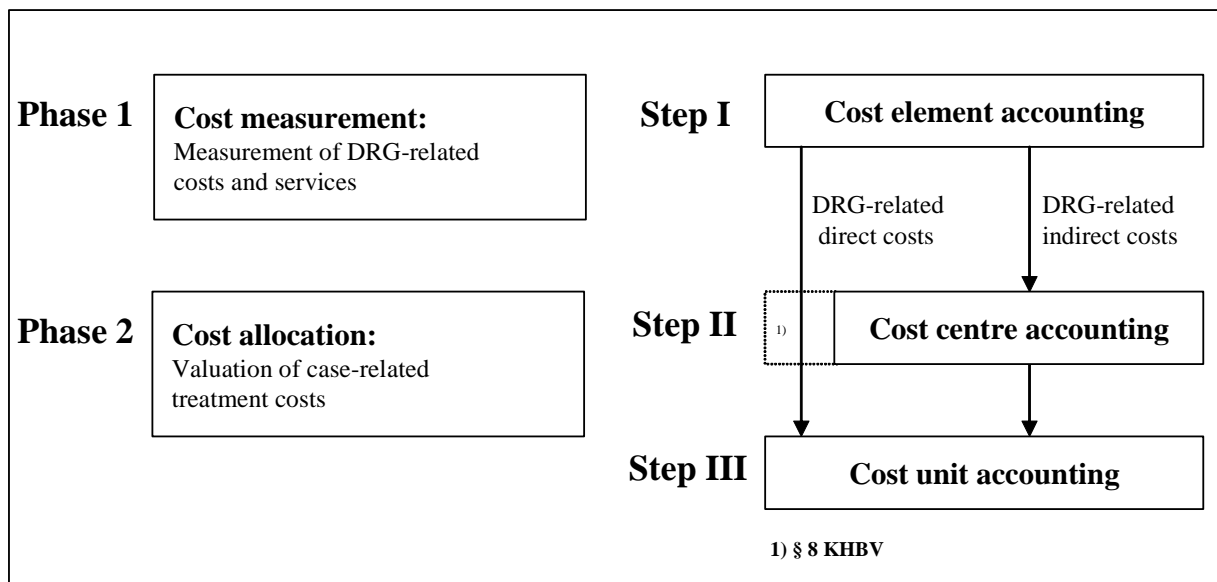 Phase 1
Cost measurement:
Measurement of DRG-related
costs and services
Phase 2
Cost allocation:
Valuation of case-related
treatment costs
Step I
Cost element accounting
DRG-related
direct costs
DRG-related
indirect costs
Step II
1)
Cost centre accounting
Step III
Cost unit accounting
1) § 8 KHBV